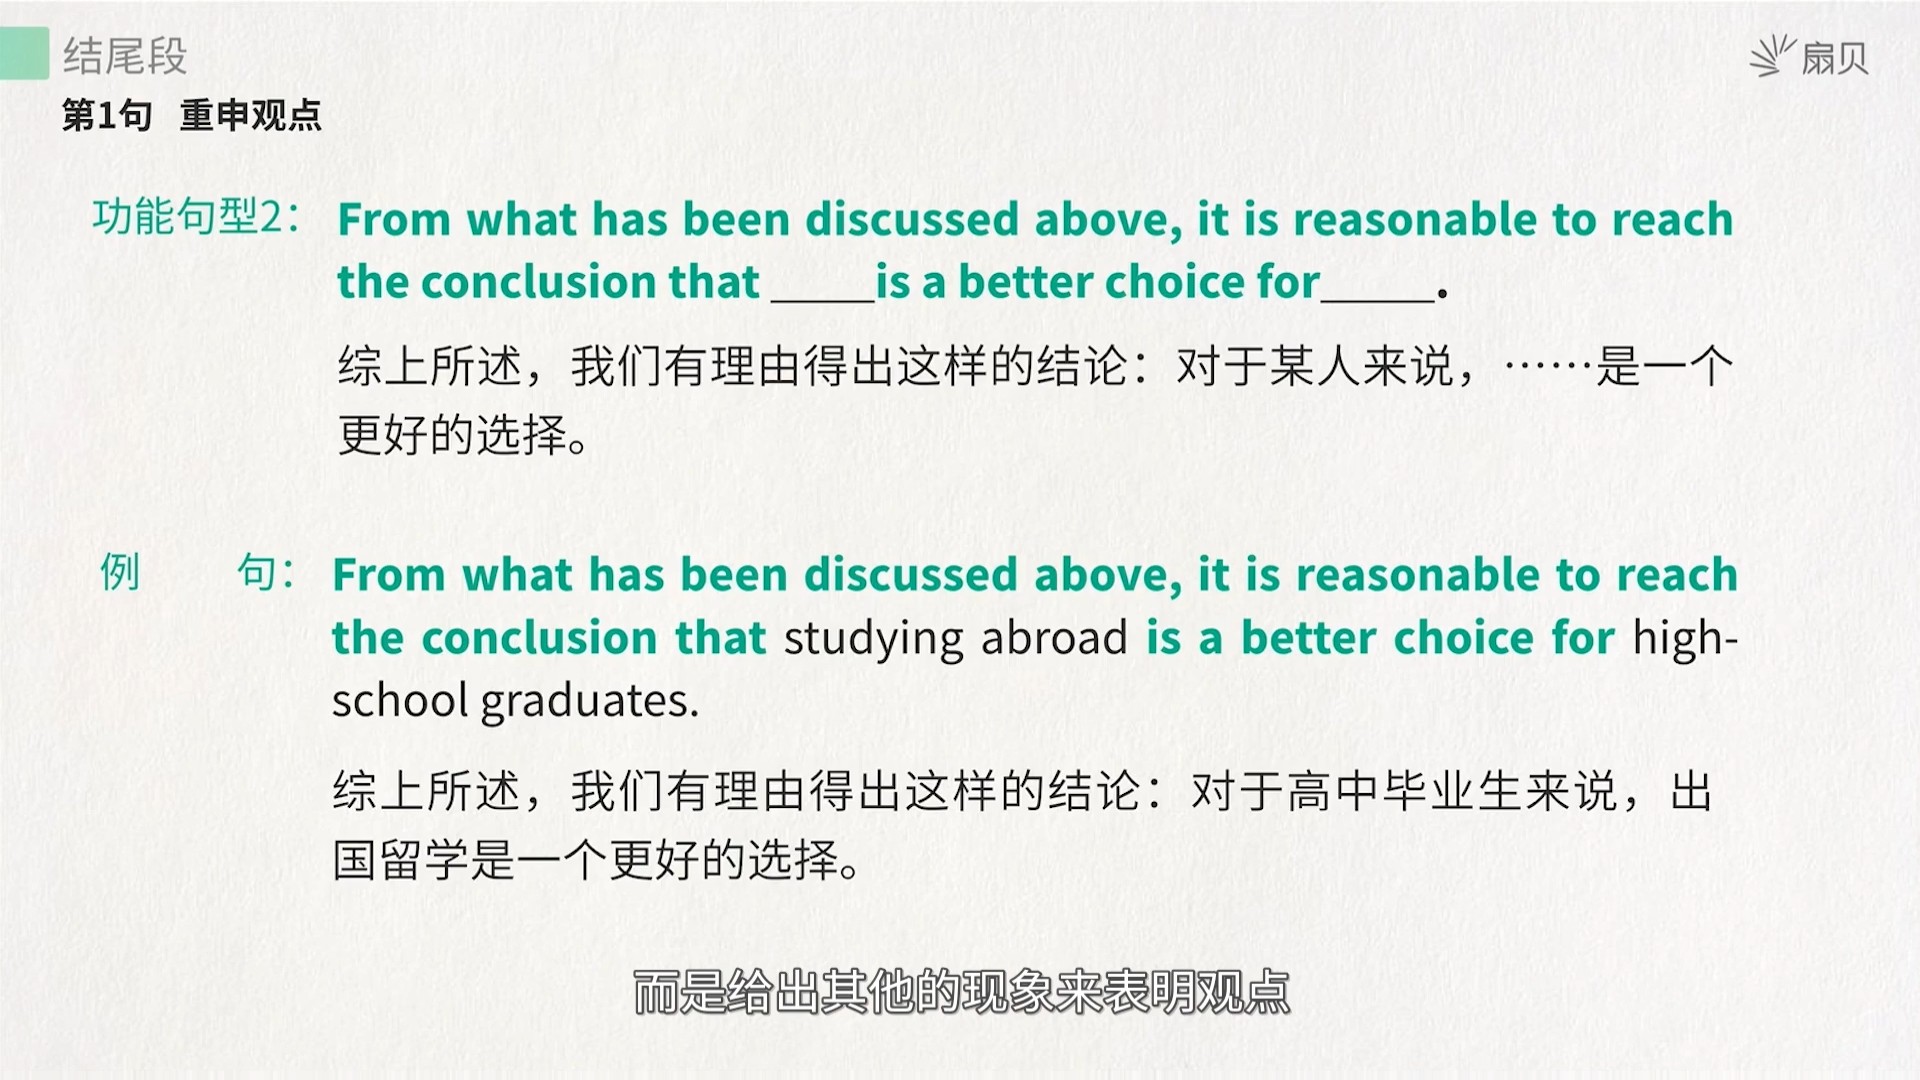 结尾段
扇贝
第1句 重申观点
功能句型2： From what has been discussed above, it is reasonable to reach
the conclusion that ____is a better choice for____.
综上所述，我们有理由得出这样的结论：对于某人来说，……是一个
更好的选择。
例 句： From what has been discussed above, it is reasonable to reach
the conclusion that studying abroad is a better choice for high-
school graduates.
综上所述，我们有理由得出这样的结论：对于高中毕业生来说，出
国留学是一个更好的选择。
而是给出其他的现象来表明观点